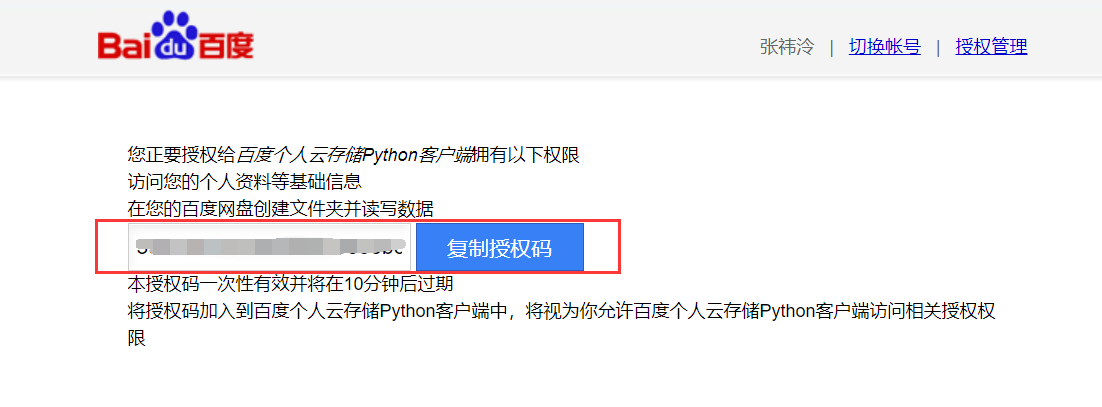 Baidu百度
张祎泠 | 切换帐号 | 授权管理
您正要授权给百度个人云存储Python客户端拥有以下权限
访问您的个人资料等基础信息
在您的百度网盘创建文件夹并读写数据
复制授权码
本授权码一次性有效并将在10分钟后过期
将授权码加入到百度个人云存储Python客户端中，将视为你允许百度个人云存储Python客户端访问相关授权权
限